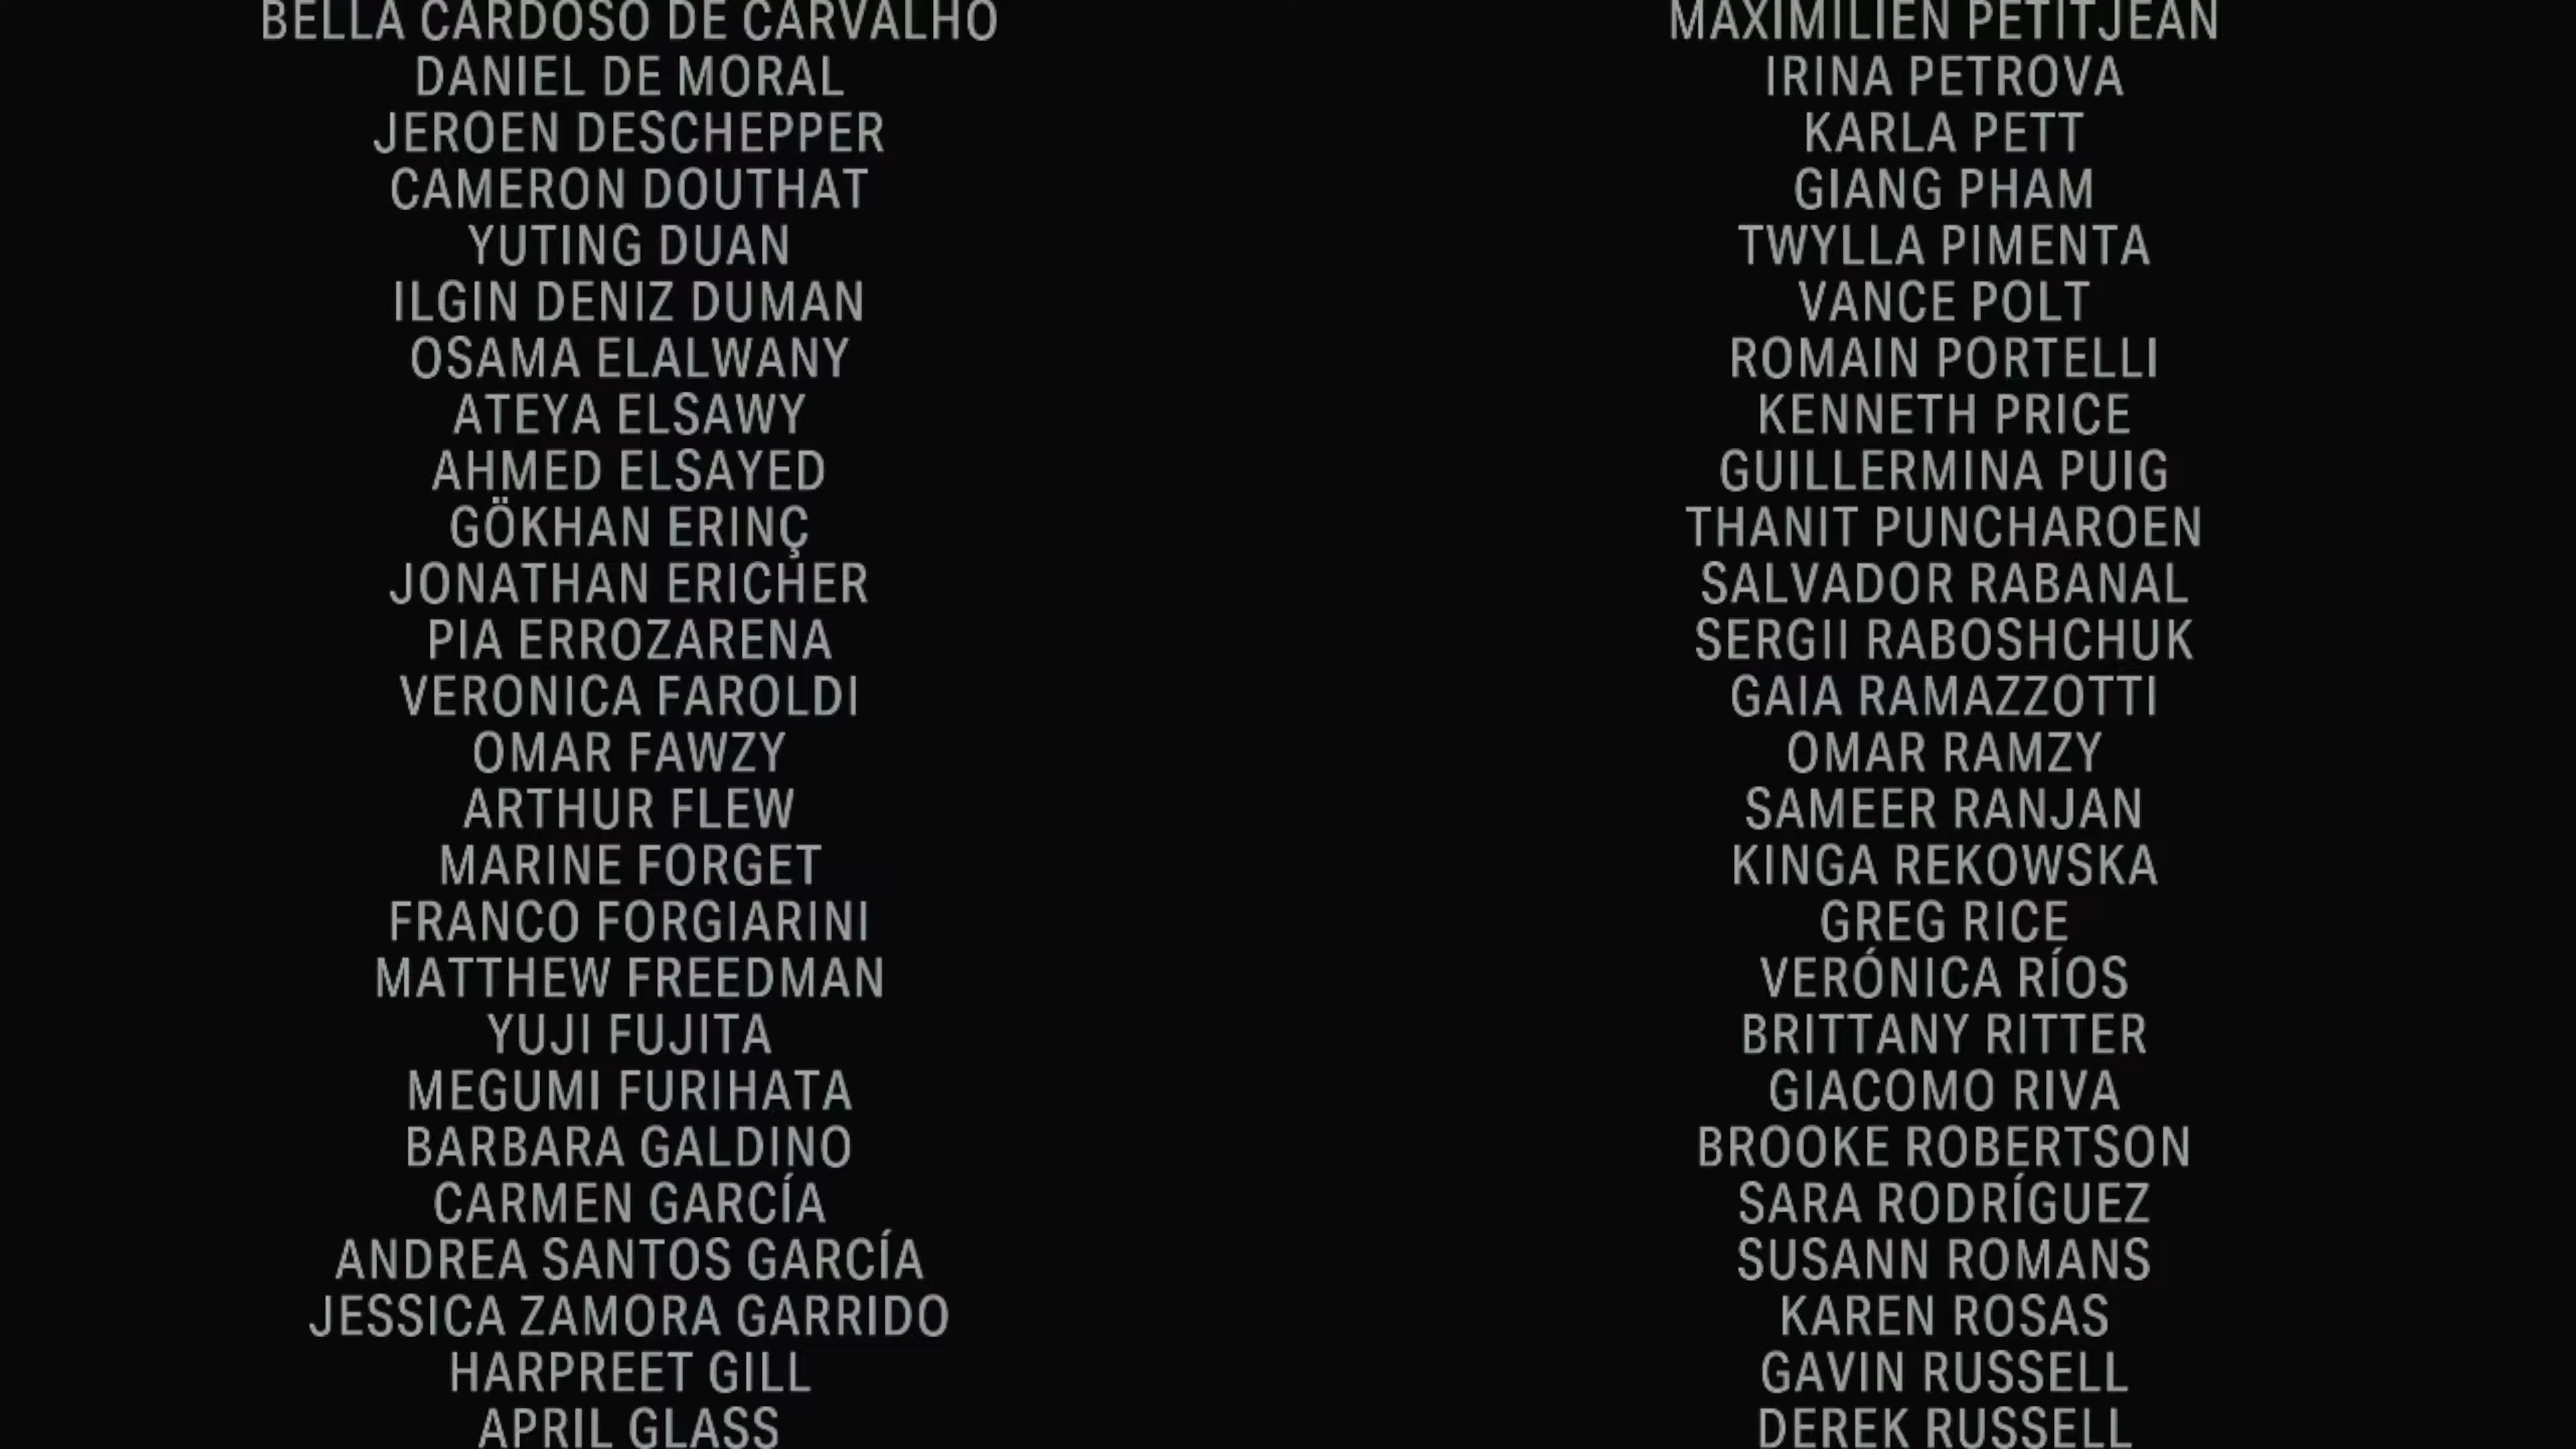 BELLA CARDOSO DE CARVALHO
DANIEL DE MORAL
JEROEN DESCHEPPER
CAMERON DOUTHAT
YUTING DUAN
ILGIN DENIZ DUMAN
OSAMA ELALWANY
ATEYA ELSAWY
AHMED ELSAYED
GÖKHAN ERINÇ
JONATHAN ERICHER
PIA ERROZARENA
VERONICA FAROLDI
OMAR FAWZY
ARTHUR FLEW
MARINE FORGET
FRANCO FORGIARINI
MATTHEW FREEDMAN
YUJI FUJITA
MEGUMI FURIHATA
BARBARA GALDINO
CARMEN GARCÍA
ANDREA SANTOS GARCÍA
JESSICA ZAMORA GARRIDO
HARPREET GILL
APRIL GLASS
MAXIMILIEN PETITJEAN
IRINA PETROVA
KARLA PETT
GIANG PHAM
TWYLLA PIMENTA
VANCE POLT
ROMAIN PORTELLI
KENNETH PRICE
GUILLERMINA PUIG
THANIT PUNCHAROEN
SALVADOR RABANAL
SERGII RABOSHCHUK
GAIA RAMAZZOTTI
OMAR RAMZY
SAMEER RANJAN
KINGA REKOWSKA
GREG RICE
VERÓNICA RÍOS
BRITTANY RITTER
GIACOMO RIVA
BROOKE ROBERTSON
SARA RODRÍGUEZ
SUSANN ROMANS
KAREN ROSAS
GAVIN RUSSELL
DEREK RUSSELL